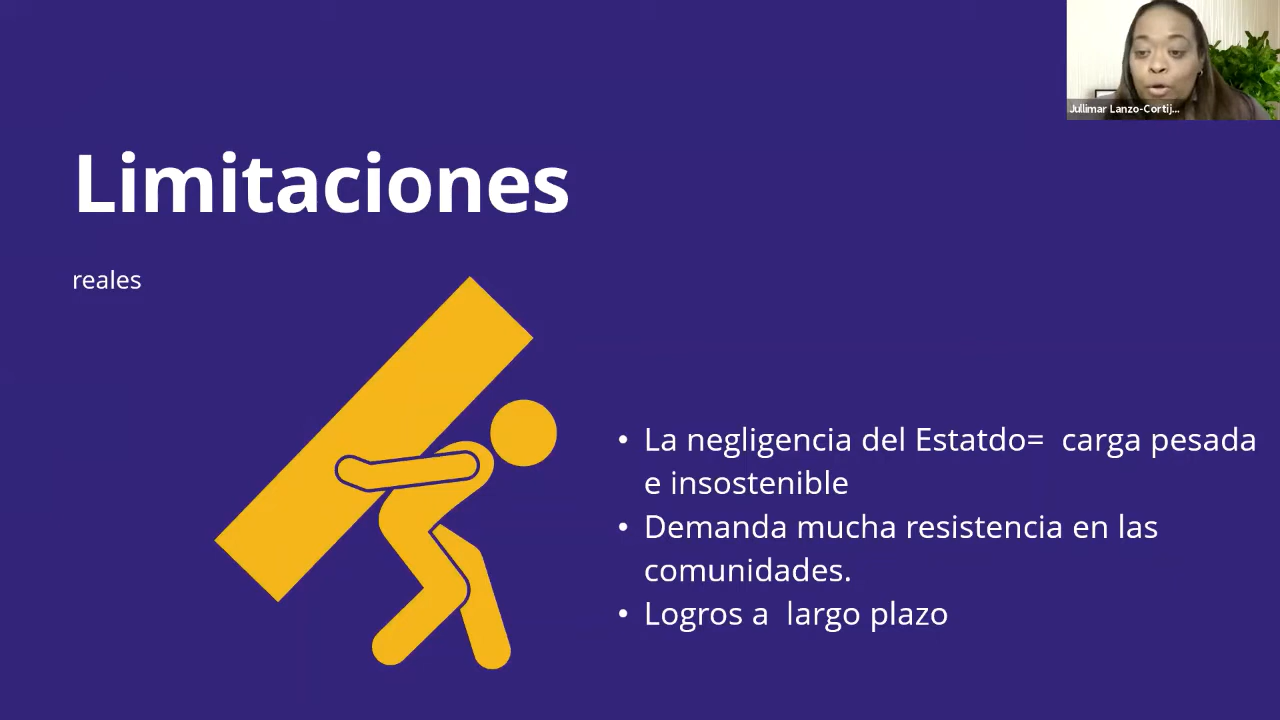 Jullimar Lanzo-Cortij...
Limitaciones
reales
• La negligencia del Estatdo= carga pesada
e insostenible
• Demanda mucha resistencia en las
comunidades.
• Logros a largo plazo